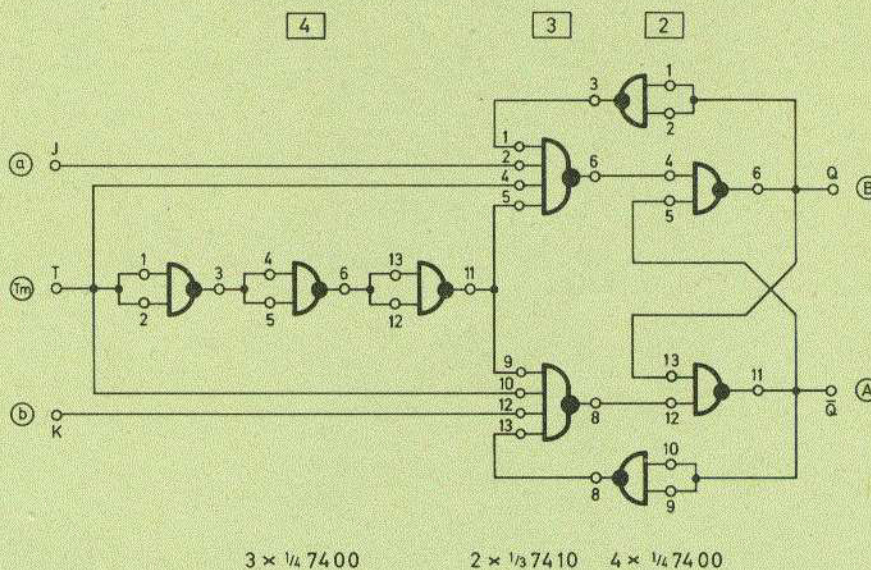 4 3 2
3 1
2
J 1 6 4 6 Q
a 2 B
4
5 5
T 1 3 4 6 13 11
Tm
2 5 12
9 13 11
10 A
b 12 8 12 Q̄
K 13 10
8 9
3 x 1/4 7400 2 x 1/3 7410 4 x 1/4 7400